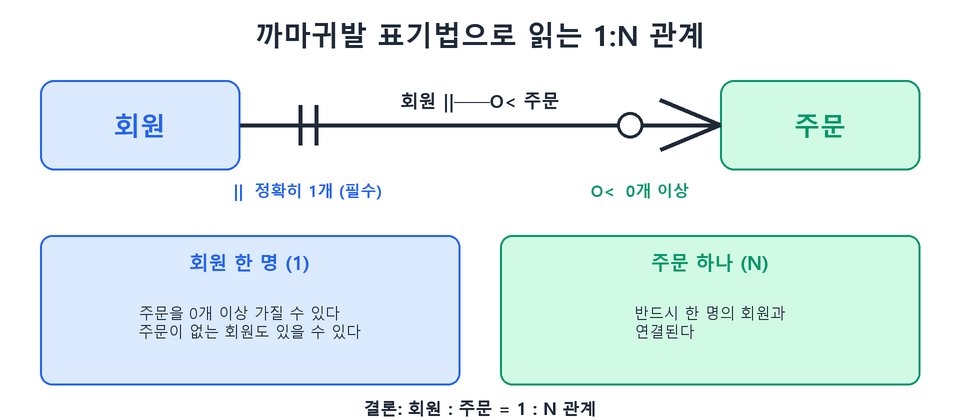 까마귀발 표기법으로 읽는 1:N 관계
회원 ||──O< 주문
회원
주문
|| 정확히 1개 (필수)
O< 0개 이상
회원 한 명 (1)
주문을 0개 이상 가질 수 있다
주문이 없는 회원도 있을 수 있다
주문 하나 (N)
반드시 한 명의 회원과
연결된다
결론: 회원 : 주문 = 1 : N 관계